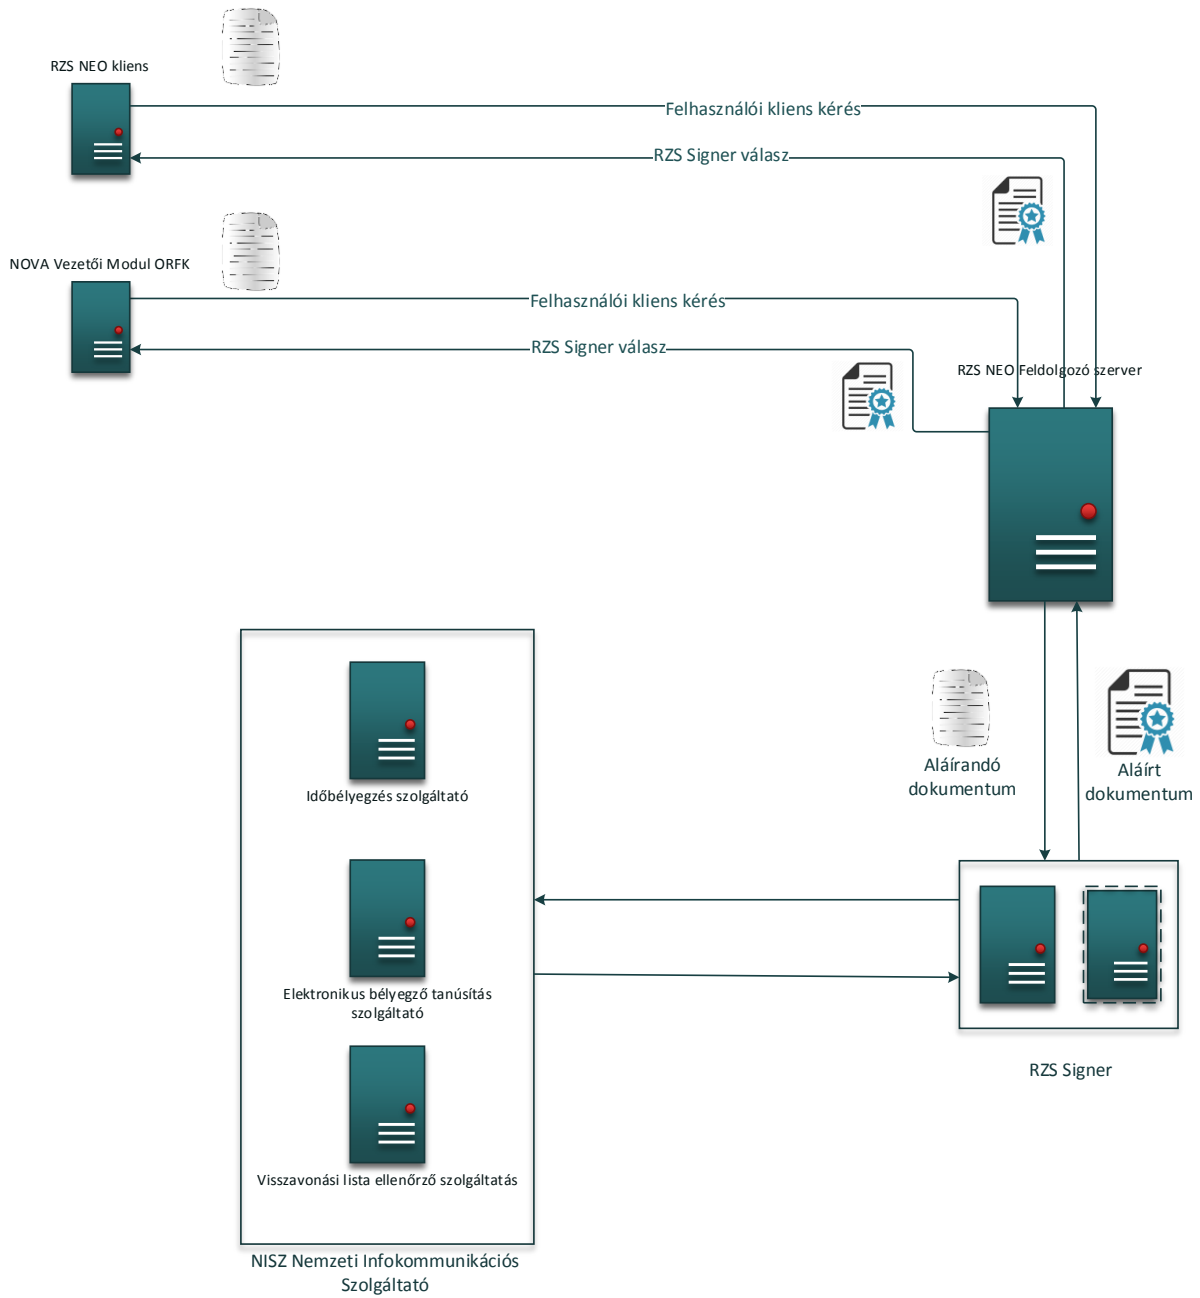 RZS NEO kliens
Felhasználói kliens kérés
RZS Signer válasz
NOVA Vezetői Modul ORFK
Felhasználói kliens kérés
RZS Signer válasz
RZS NEO Feldolgozó szerver
Aláírandó
dokumentum
Aláírt
dokumentum
Időbélyegzés szolgáltató
Elektronikus bélyegző tanúsítás
szolgáltató
Visszavonási lista ellenőrző szolgáltatás
RZS Signer
NISZ Nemzeti Infokommunikációs
Szolgáltató